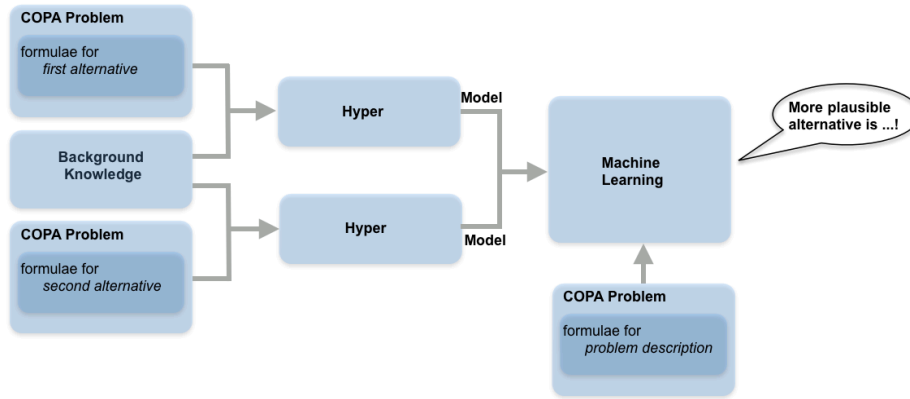 COPA Problem
formulae for
first alternative
Background
Knowledge
COPA Problem
formulae for
second alternative
Hyper
Model
Hyper
Model
Machine
Learning
More plausible
alternative is ...!
COPA Problem
formulae for
problem description